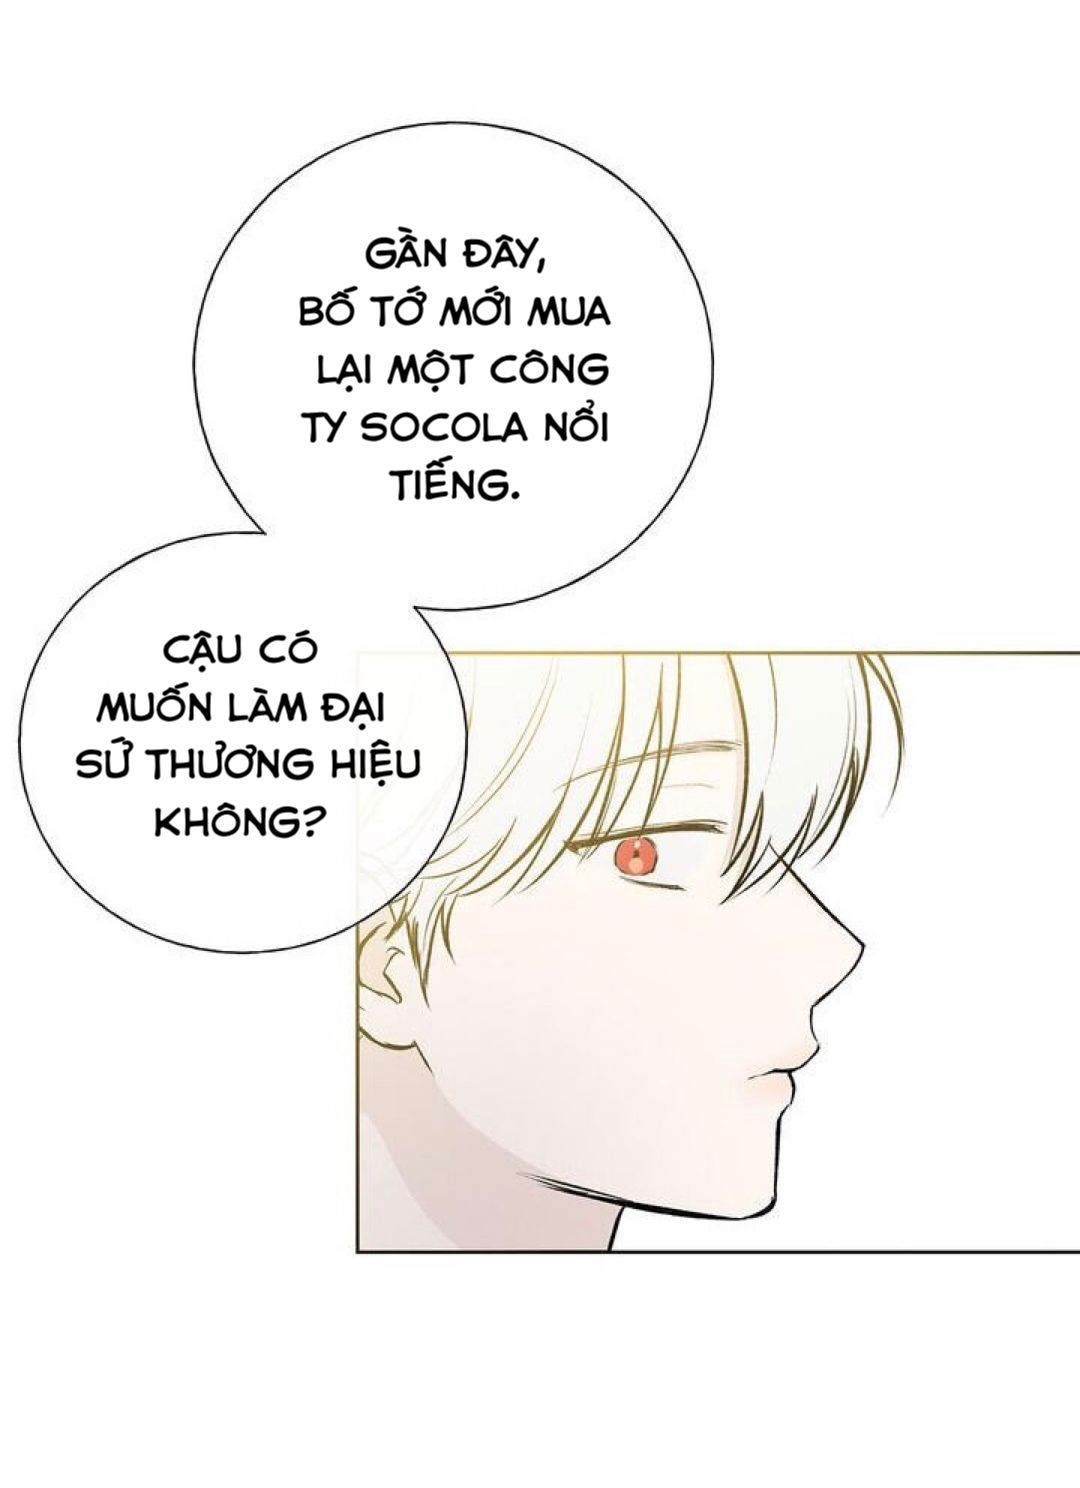 GẦN ĐÂY,
BỐ TỚ MỚI MUA
LẠI MỘT CÔNG
TY SOCOLA NỔI
TIẾNG.
CẬU CÓ
MUỐN LÀM ĐẠI
SỨ THƯƠNG HIỆU
KHÔNG?